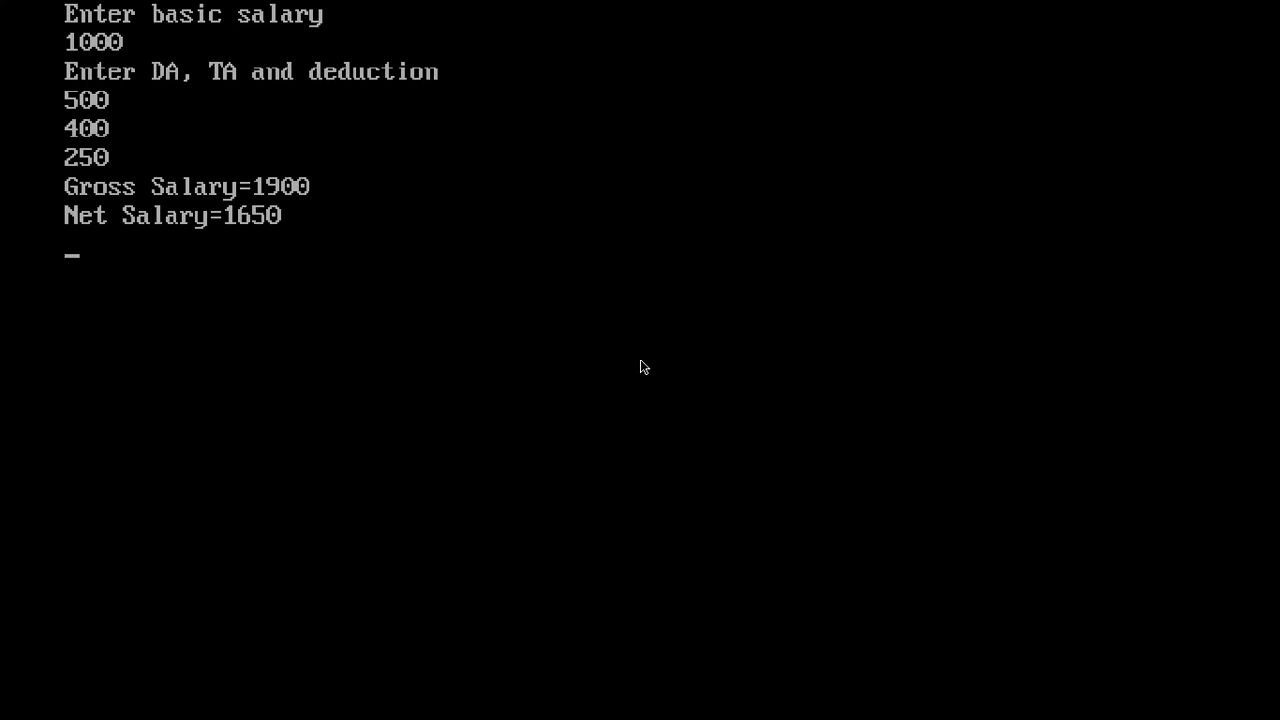 Enter basic salary
1000
Enter DA, TA and deduction
500
400
250
Gross Salary=1900
Net Salary=1650